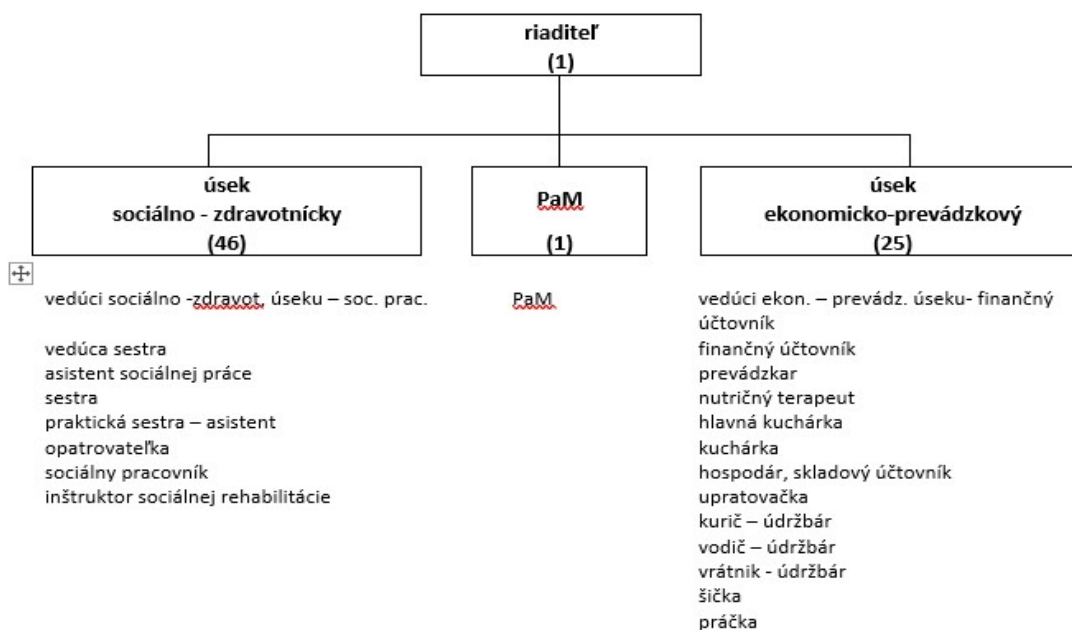 riaditeľ
(1)
úsek
sociálno - zdravotnícky
(46)
PaM
(1)
úsek
ekonomicko-prevádzkový
(25)
vedúci sociálno -zdravot, úseku – soc. prac.
vedúca sestra
asistent sociálnej práce
sestra
praktická sestra – asistent
opatrovateľka
sociálny pracovník
inštruktor sociálnej rehabilitácie
PaM
vedúci ekon. – prevádz. úseku- finančný
účtovník
finančný účtovník
prevádzkar
nutričný terapeut
hlavná kuchárka
kuchárka
hospodár, skladový účtovník
upratovačka
kurič – údržbár
vodič – údržbár
vrátnik - údržbár
šička
práčka